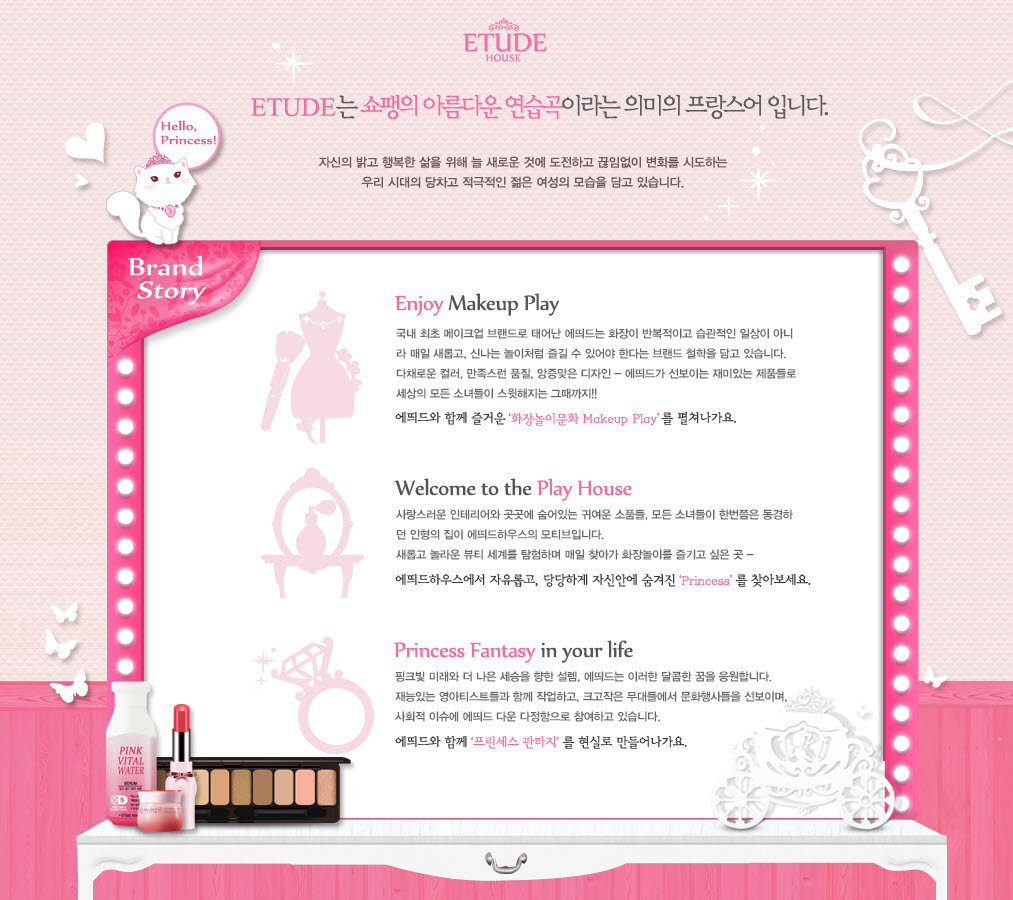 ETUDE
HOUSE
ETUDE는 쇼팽의 아름다운 연습곡이라는 의미의 프랑스어 입니다.
Hello,
Princess!
자신의 밝고 행복한 삶을 위해 늘 새로운 것에 도전하고 끊임없이 변화를 시도하는
우리 시대의 당차고 적극적인 젊은 여성의 모습을 담고 있습니다.
Brand
Story
Enjoy Makeup Play
국내 최초 메이크업 브랜드로 태어난 에뛰드는 화장이 반복적이고 습관적인 일상이 아니
라 매일 새롭고, 신나는 놀이처럼 즐길 수 있어야 한다는 브랜드 철학을 담고 있습니다.
다채로운 컬러, 만족스런 품질, 앙증맞은 디자인 – 에뛰드가 선보이는 재미있는 제품들로
세상의 모든 소녀들이 스윗해지는 그때까지!!
에뛰드와 함께 즐거운 '화장놀이문화 Makeup Play' 를 펼쳐나가요.
Welcome to the Play House
사랑스러운 인테리어와 곳곳에 숨어있는 귀여운 소품들, 모든 소녀들이 한번쯤은 동경하
던 인형의 집이 에뛰드하우스의 모티브입니다.
새롭고 놀라운 뷰티 세계를 탐험하며 매일 찾아가 화장놀이를 즐기고 싶은 곳 –
에뛰드하우스에서 자유롭고, 당당하게 자신안에 숨겨진 'Princess' 를 찾아보세요.
Princess Fantasy in your life
핑크빛 미래와 더 나은 세승을 향한 설렘, 에뛰드는 이러한 달콤한 꿈을 응원합니다.
재능있는 영아티스트들과 함께 작업하고, 크고작은 무대들에서 문화행사들을 선보이며,
사회적 이슈에 에뛰드 다운 다정함으로 참여하고 있습니다.
에뛰드와 함께 '프린세스 판타지' 를 현실로 만들어나가요.
PINK
VITAL
WATER
SERUM